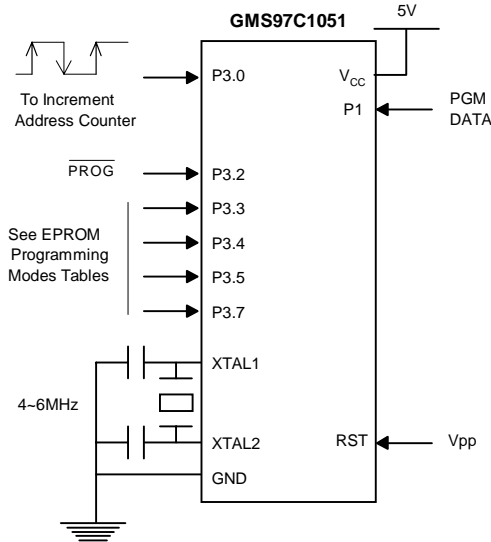 GMS97C1051
5V
P3.0
VCC
To Increment
Address Counter
P1
PGM
DATA
PROG
P3.2
P3.3
See EPROM
Programming
Modes Tables
P3.4
P3.5
P3.7
XTAL1
4~6MHz
XTAL2
RST
Vpp
GND